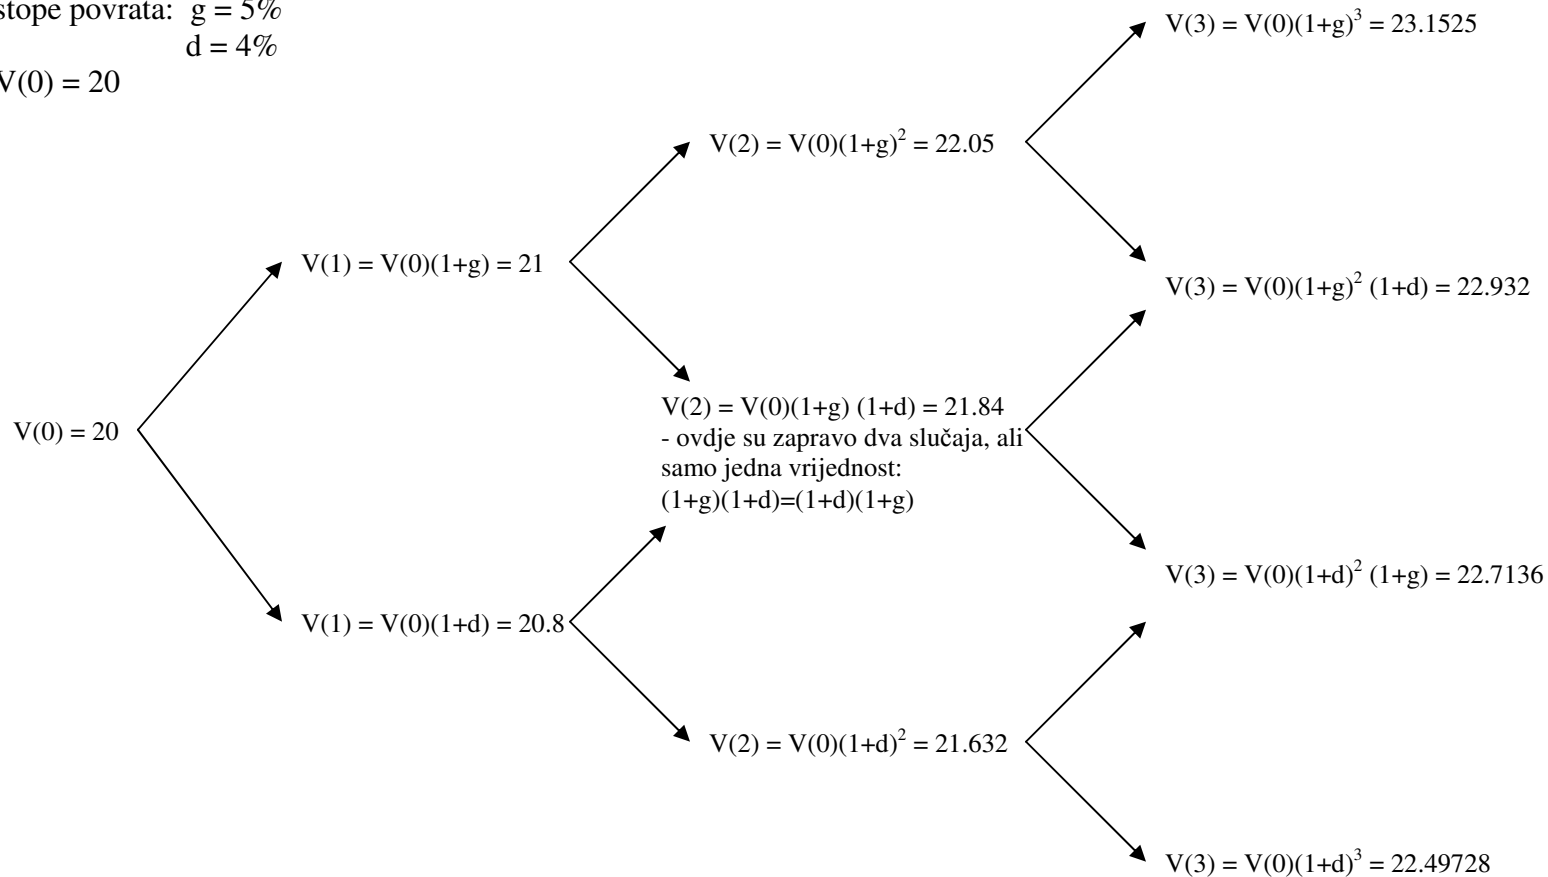 stope povrata: g = 5%
d = 4%
V(0) = 20
V(3) = V(0)(1+g)³ = 23.1525
V(2) = V(0)(1+g)² = 22.05
V(1) = V(0)(1+g) = 21
V(3) = V(0)(1+g)² (1+d) = 22.932
V(2) = V(0)(1+g) (1+d) = 21.84
V(0) = 20
- ovdje su zapravo dva slučaja, ali
samo jedna vrijednost:
(1+g)(1+d)=(1+d)(1+g)
V(3) = V(0)(1+d)² (1+g) = 22.7136
V(1) = V(0)(1+d) = 20.8
V(2) = V(0)(1+d)² = 21.632
V(3) = V(0)(1+d)³ = 22.49728